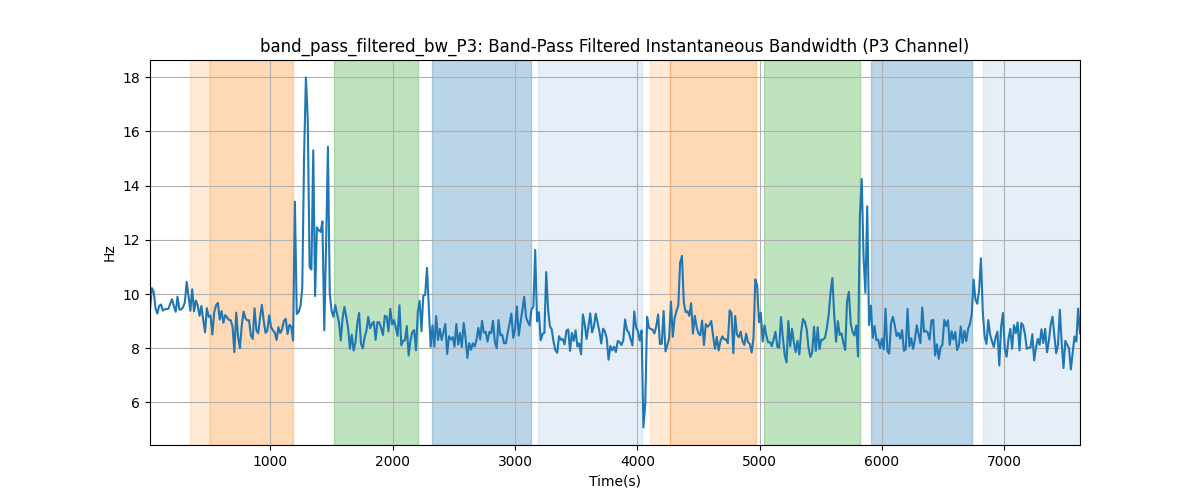 band_pass_filtered_bw_P3: Band-Pass Filtered Instantaneous Bandwidth (P3 Channel)
18
16
14
12
10
8
6
Hz
1000 2000 3000 4000 5000 6000 7000
Time(s)